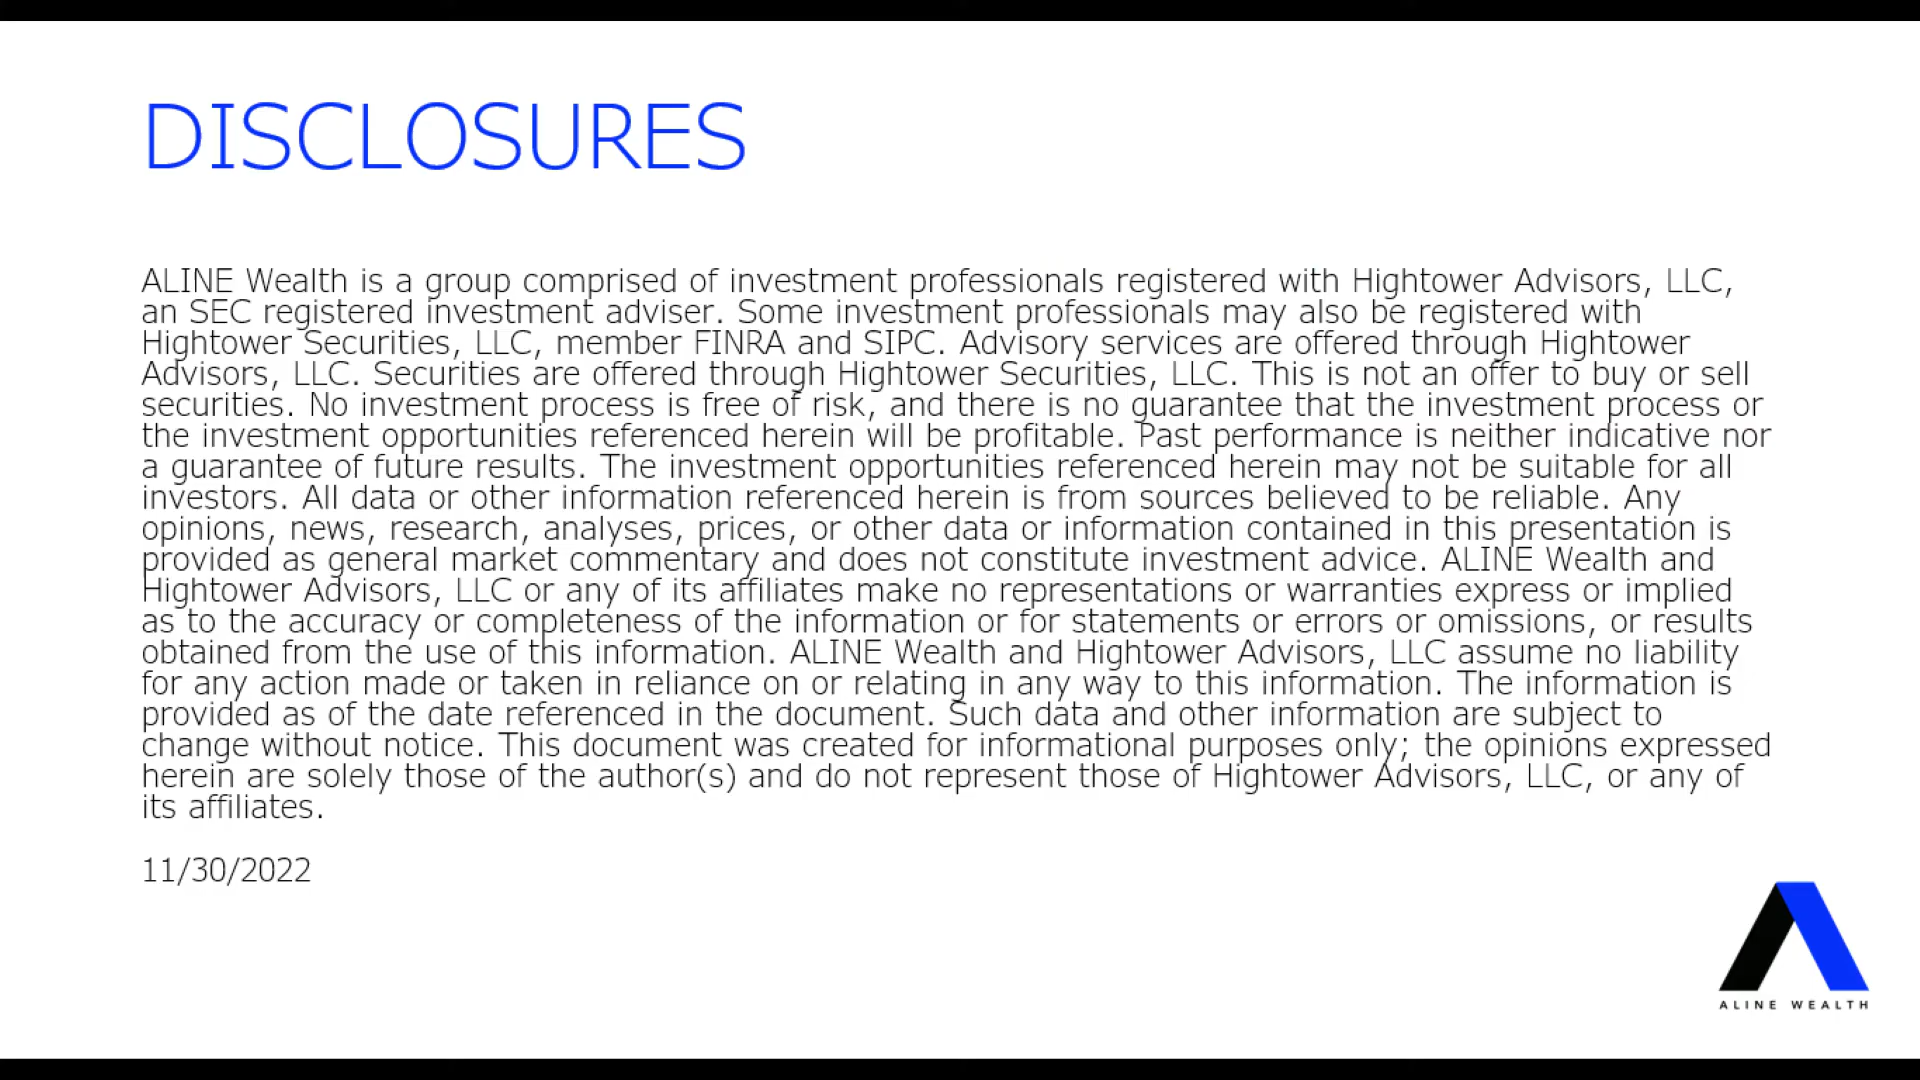 DISCLOSURES
ALINE Wealth is a group comprised of investment professionals registered with Hightower Advisors, LLC,
an SEC registered investment adviser. Some investment professionals may also be registered with
Hightower Securities, LLC, member FINRA and SIPC. Advisory services are offered through Hightower
Advisors, LLC. Securities are offered through Hightower Securities, LLC. This is not an offer to buy or sell
securities. No investment process is free of risk, and there is no guarantee that the investment process or
the investment opportunities referenced herein will be profitable. Past performance is neither indicative nor
a guarantee of future results. The investment opportunities referenced herein may not be suitable for all
investors. All data or other information referenced herein is from sources believed to be reliable. Any
opinions, news, research, analyses, prices, or other data or information contained in this presentation is
provided as general market commentary and does not constitute investment advice. ALINE Wealth and
Hightower Advisors, LLC or any of its affiliates make no representations or warranties express or implied
as to the accuracy or completeness of the information or for statements or errors or omissions, or results
obtained from the use of this information. ALINE Wealth and Hightower Advisors, LLC assume no liability
for any action made or taken in reliance on or relating in any way to this information. The information is
provided as of the date referenced in the document. Such data and other information are subject to
change without notice. This document was created for informational purposes only; the opinions expressed
herein are solely those of the author(s) and do not represent those of Hightower Advisors, LLC, or any of
its affiliates.
11/30/2022
ALINE WEALTH